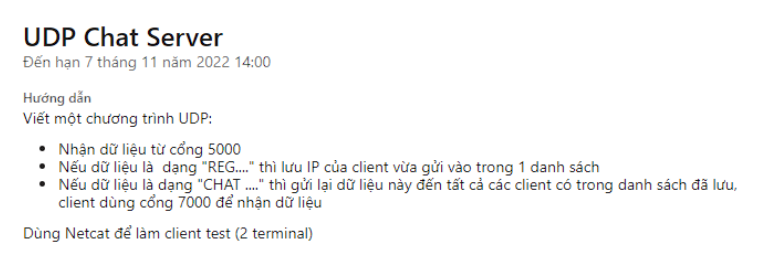 UDP Chat Server
Đến hạn 7 tháng 11 năm 2022 14:00
Hướng dẫn
Viết một chương trình UDP:
• Nhận dữ liệu từ cổng 5000
• Nếu dữ liệu là dạng "REG...." thì lưu IP của client vừa gửi vào trong 1 danh sách
• Nếu dữ liệu là dạng "CHAT ...." thì gửi lại dữ liệu này đến tất cả các client có trong danh sách đã lưu,
client dùng cổng 7000 để nhận dữ liệu
Dùng Netcat để làm client test (2 terminal)